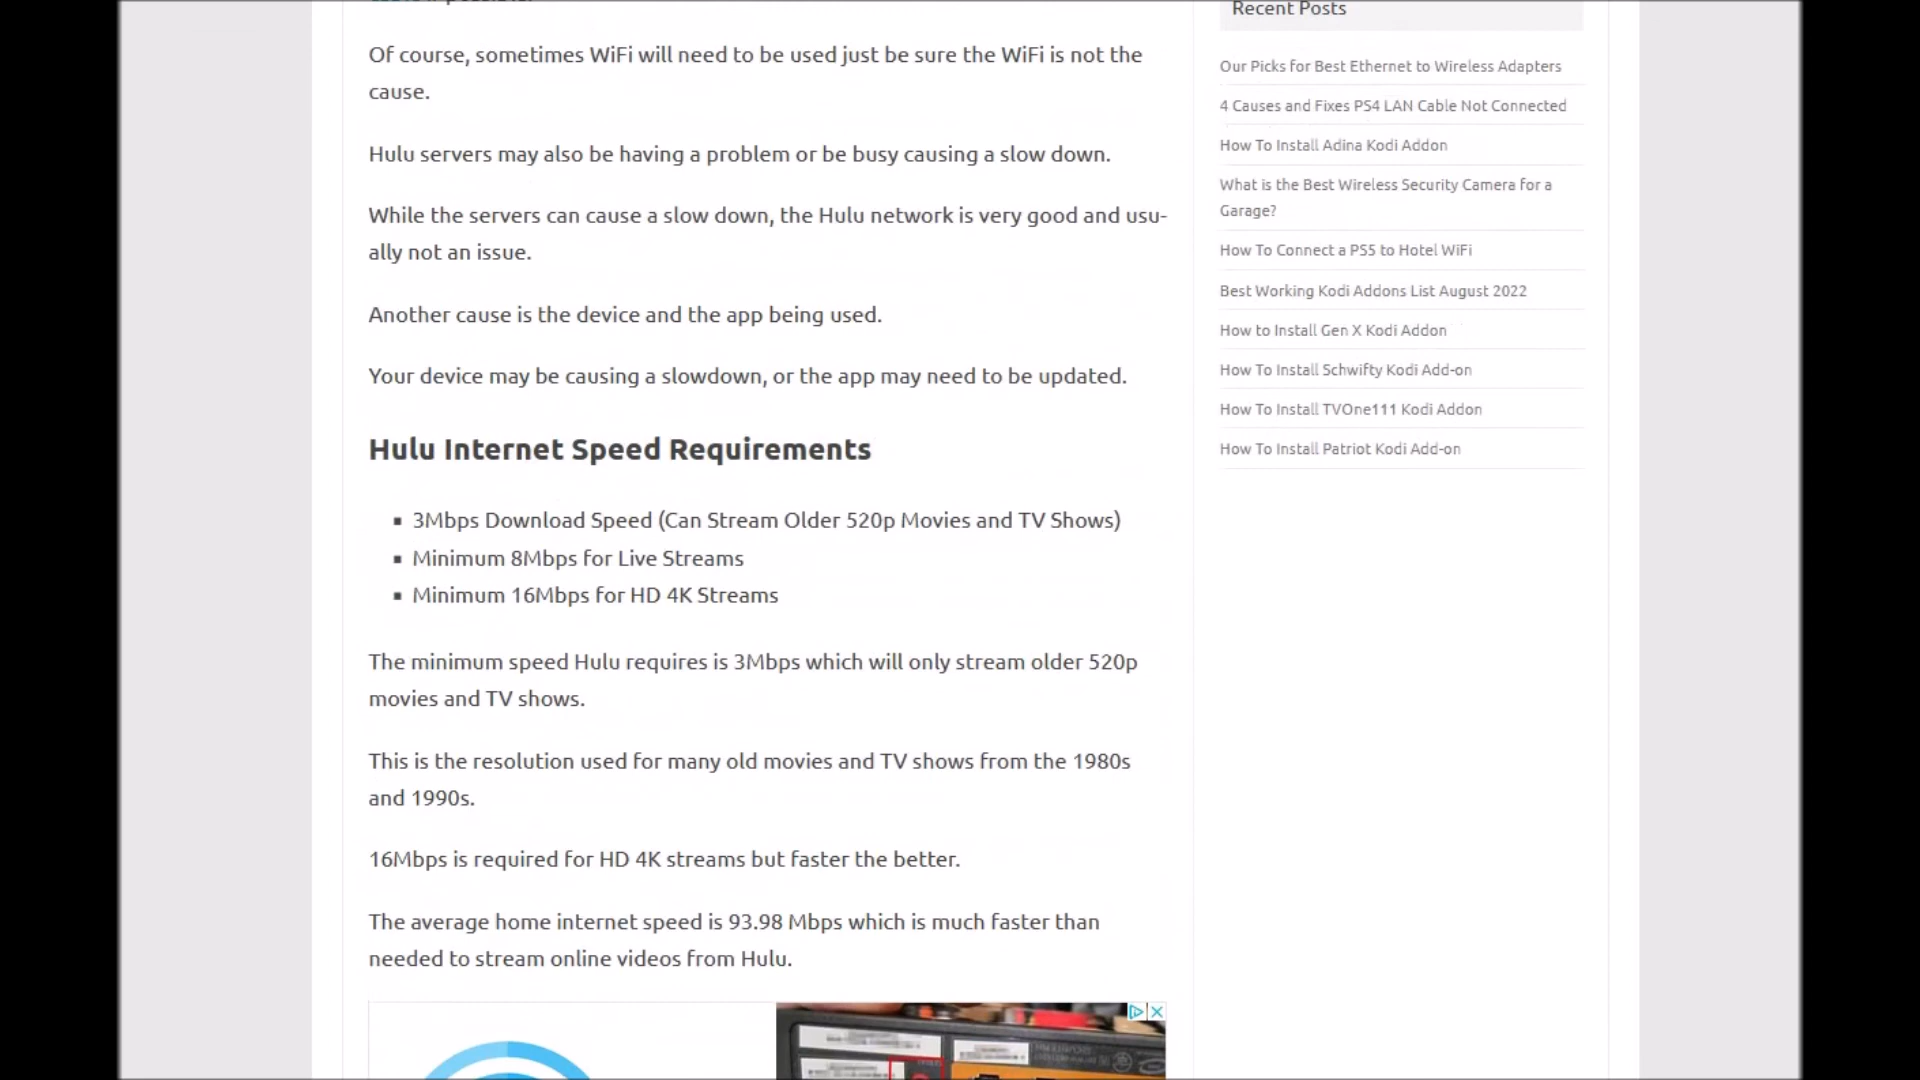 Of course, sometimes WiFi will need to be used just be sure the WiFi is not the
cause.
Hulu servers may also be having a problem or be busy causing a slow down.
While the servers can cause a slow down, the Hulu network is very good and usu-
ally not an issue.
Another cause is the device and the app being used.
Your device may be causing a slowdown, or the app may need to be updated.
Hulu Internet Speed Requirements
3Mbps Download Speed (Can Stream Older 520p Movies and TV Shows)
Minimum 8Mbps for Live Streams
Minimum 16Mbps for HD 4K Streams
The minimum speed Hulu requires is 3Mbps which will only stream older 520p
movies and TV shows.
This is the resolution used for many old movies and TV shows from the 1980s
and 1990s.
16Mbps is required for HD 4K streams but faster the better.
The average home internet speed is 93.98 Mbps which is much faster than
needed to stream online videos from Hulu.
Recent Posts
Our Picks for Best Ethernet to Wireless Adapters
4 Causes and Fixes PS4 LAN Cable Not Connected
How To Install Adina Kodi Addon
What is the Best Wireless Security Camera for a
Garage?
How To Connect a PS5 to Hotel WiFi
Best Working Kodi Addons List August 2022
How to Install Gen X Kodi Addon
How To Install Schwifty Kodi Add-on
How To Install TVOne111 Kodi Addon
How To Install Patriot Kodi Add-on